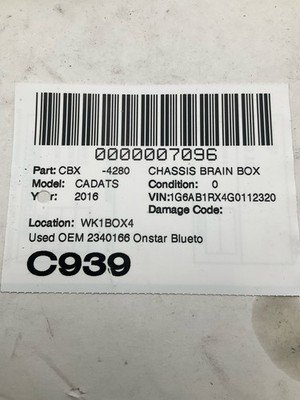 0000007096
Part: CBX -4280 CHASSIS BRAIN BOX
Model: CADATS Condition: 0
Year: 2016 VIN:1G6AB1RX4G0112320
Damage Code:
Location: WK1BOX4
Used OEM 2340166 Onstar Blueto
C939